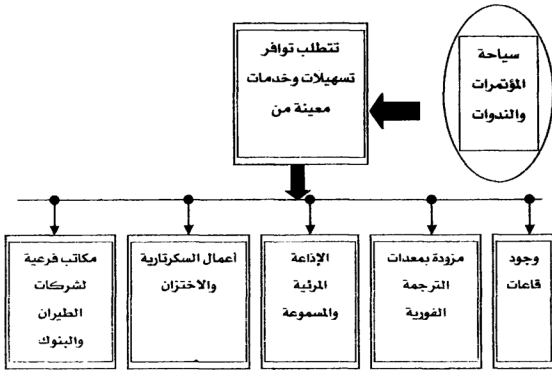 سياحة
المؤتمرات
والندوات
تتطلب توافر
تسهيلات وخدمات
معينة من
وجود
قاعات
مزودة بمعدات
الترجمة
الفورية
الإذاعة
المرئية
والمسموعة
أعمال السكرتارية
والاختزان
مكاتب فرعية
لشركات
الطيران
والبنوك